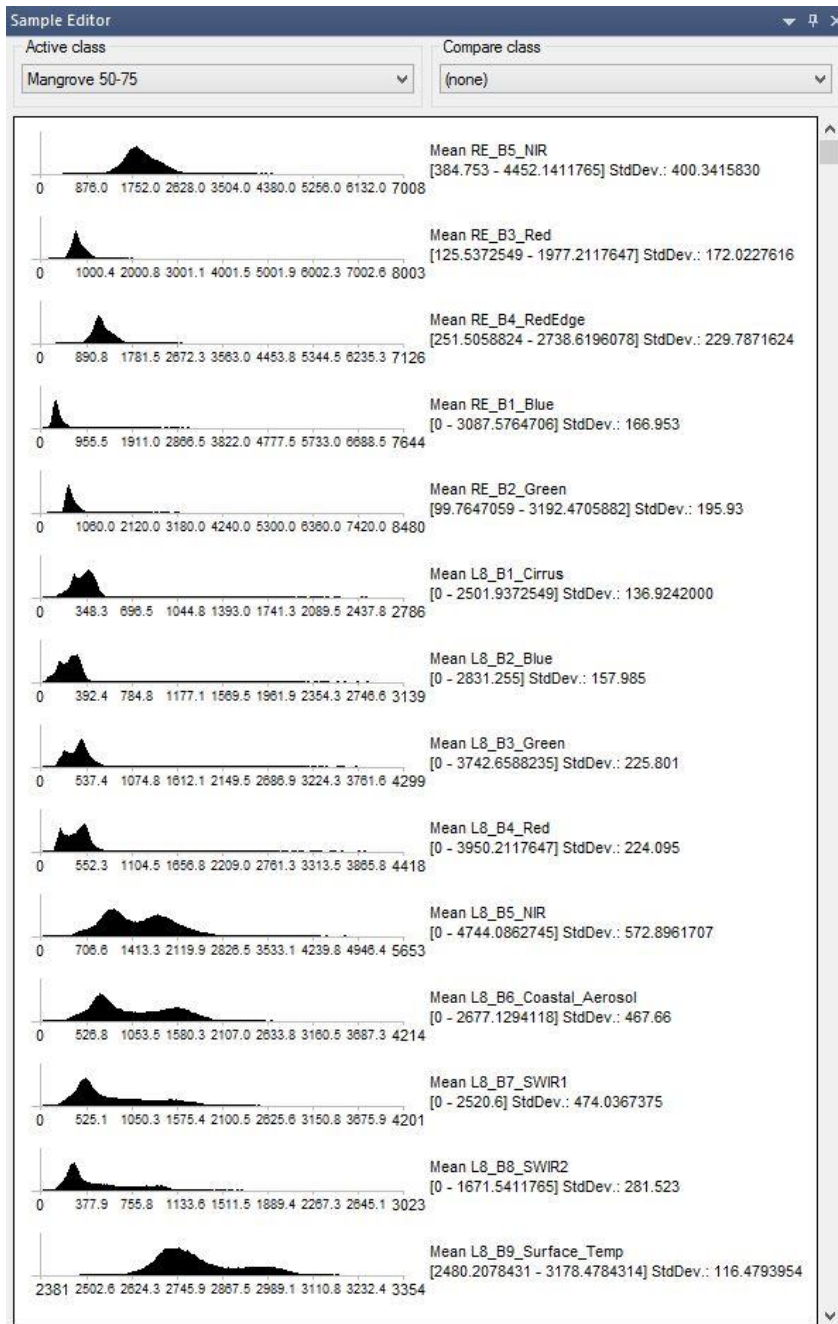 Sample Editor
Active class
Compare class
Mangrove 50-75
(none)
Mean RE_B5_NIR
[384.753 - 4452.1411765] StdDev.: 400.3415830
0 876.0 1752.0 2628.0 3504.0 4380.0 5256.0 6132.0 7008
Mean RE_B3_Red
[125.5372549 - 1977.2117647] StdDev.: 172.0227616
0 1000.4 2000.8 3001.1 4001.5 5001.9 6002.3 7002.6 8003
Mean RE_B4_RedEdge
[251.5058824 - 2738.6196078] StdDev.: 229.7871624
0 890.8 1781.5 2672.3 3563.0 4453.8 5344.5 6235.3 7126
Mean RE_B1_Blue
[0 - 3087.5764706] StdDev.: 166.953
0 955.5 1911.0 2866.5 3822.0 4777.5 5733.0 6688.5 7644
Mean RE_B2_Green
[99.7647059 - 3192.4705882] StdDev.: 195.93
0 1060.0 2120.0 3180.0 4240.0 5300.0 6360.0 7420.0 8480
Mean L8_B1_Cirrus
[0 - 2501.9372549] StdDev.: 136.9242000
0 348.3 696.5 1044.8 1393.0 1741.3 2089.5 2437.8 2786
Mean L8_B2_Blue
[0 - 2831.255] StdDev.: 157.985
0 392.4 784.8 1177.1 1569.5 1961.9 2354.3 2746.6 3139
Mean L8_B3_Green
[0 - 3742.6588235] StdDev.: 225.801
0 537.4 1074.8 1612.1 2149.5 2686.9 3224.3 3761.6 4299
Mean L8_B4_Red
[0 - 3950.2117647] StdDev.: 224.095
0 552.3 1104.5 1656.8 2209.0 2761.3 3313.5 3865.8 4418
Mean L8_B5_NIR
[0 - 4744.0862745] StdDev.: 572.8961707
0 706.6 1413.3 2119.9 2826.5 3533.1 4239.8 4946.4 5653
Mean L8_B6_Coastal_Aerosol
[0 - 2677.1294118] StdDev.: 467.66
0 526.8 1053.5 1580.3 2107.0 2633.8 3160.5 3687.3 4214
Mean L8_B7_SWIR1
[0 - 2520.6] StdDev.: 474.0367375
0 525.1 1050.3 1575.4 2100.5 2625.6 3150.8 3675.9 4201
Mean L8_B8_SWIR2
[0 - 1671.5411765] StdDev.: 281.523
0 377.9 755.8 1133.6 1511.5 1889.4 2267.3 2645.1 3023
Mean L8_B9_Surface_Temp
[2480.2078431 - 3178.4784314] StdDev.: 116.4793954
2381 2502.6 2624.3 2745.9 2867.5 2989.1 3110.8 3232.4 3354